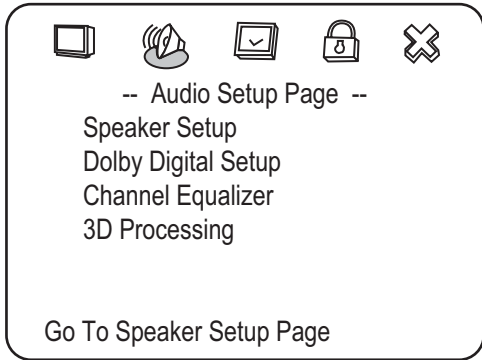 -- Audio Setup Page --
Speaker Setup
Dolby Digital Setup
Channel Equalizer
3D Processing
Go To Speaker Setup Page